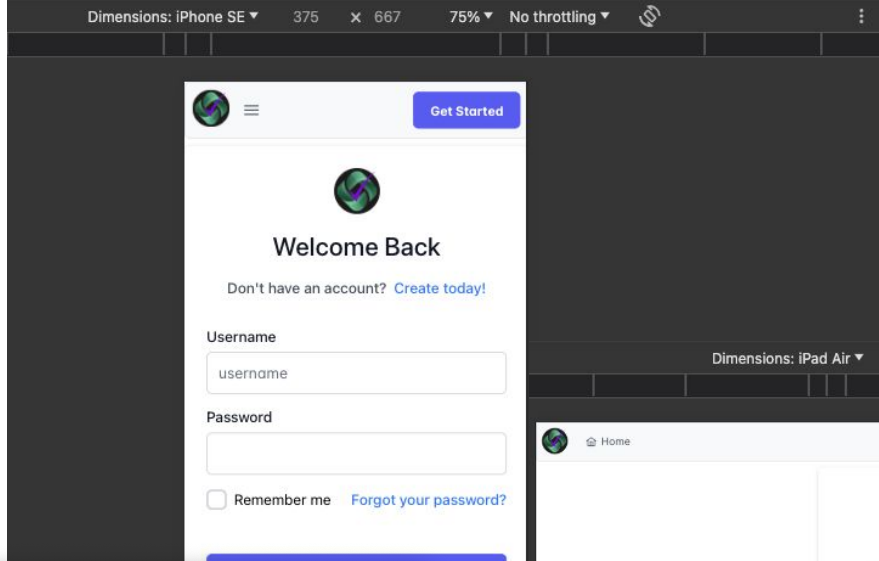 Dimensions: iPhone SE ▼ 375 × 667 75% ▼ No throttling ▼
Get Started
Welcome Back
Don't have an account? Create today!
Username
username
Password
Remember me Forgot your password?
Dimensions: iPad Air ▼
Home